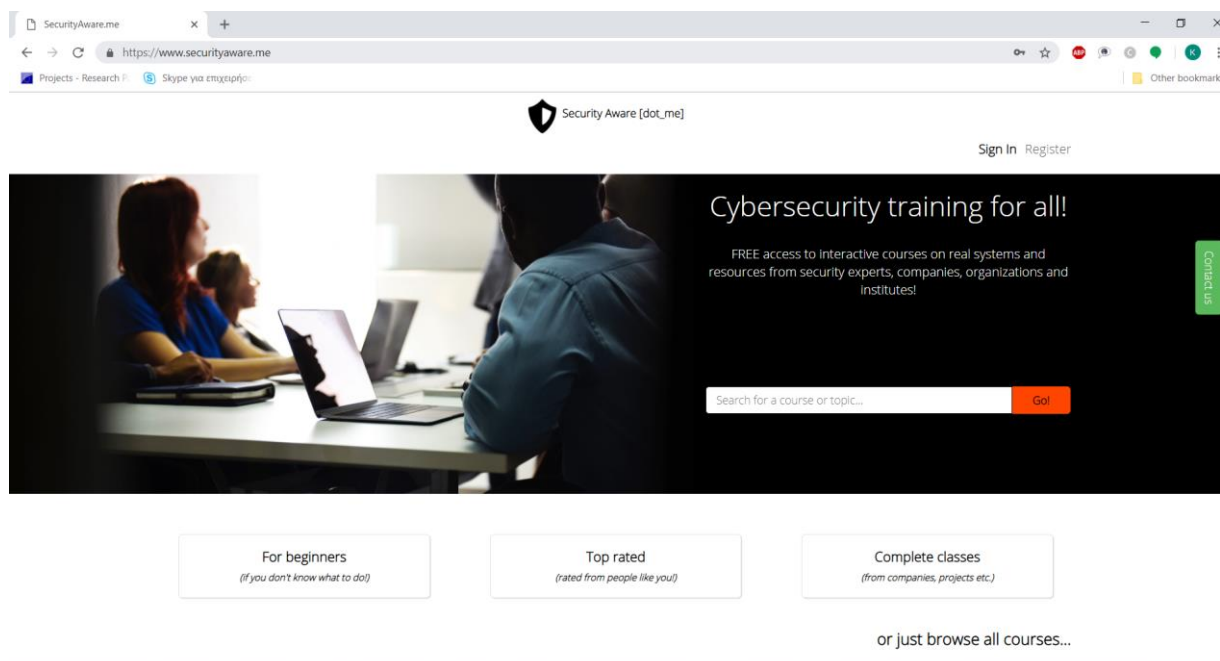 SecurityAware.me
https://www.securityaware.me
ABP
K
Projects - Research P
Skype για επιχειρήσ
Other bookmark
Security Aware [dot_me]
Sign In Register
Cybersecurity training for all!
FREE access to interactive courses on real systems and
resources from security experts, companies, organizations and
institutes!
Contact us
Search for a course or topic...
Go!
For beginners
(if you don't know what to do!)
Top rated
(rated from people like you!)
Complete classes
(from companies, projects etc.)
or just browse all courses...